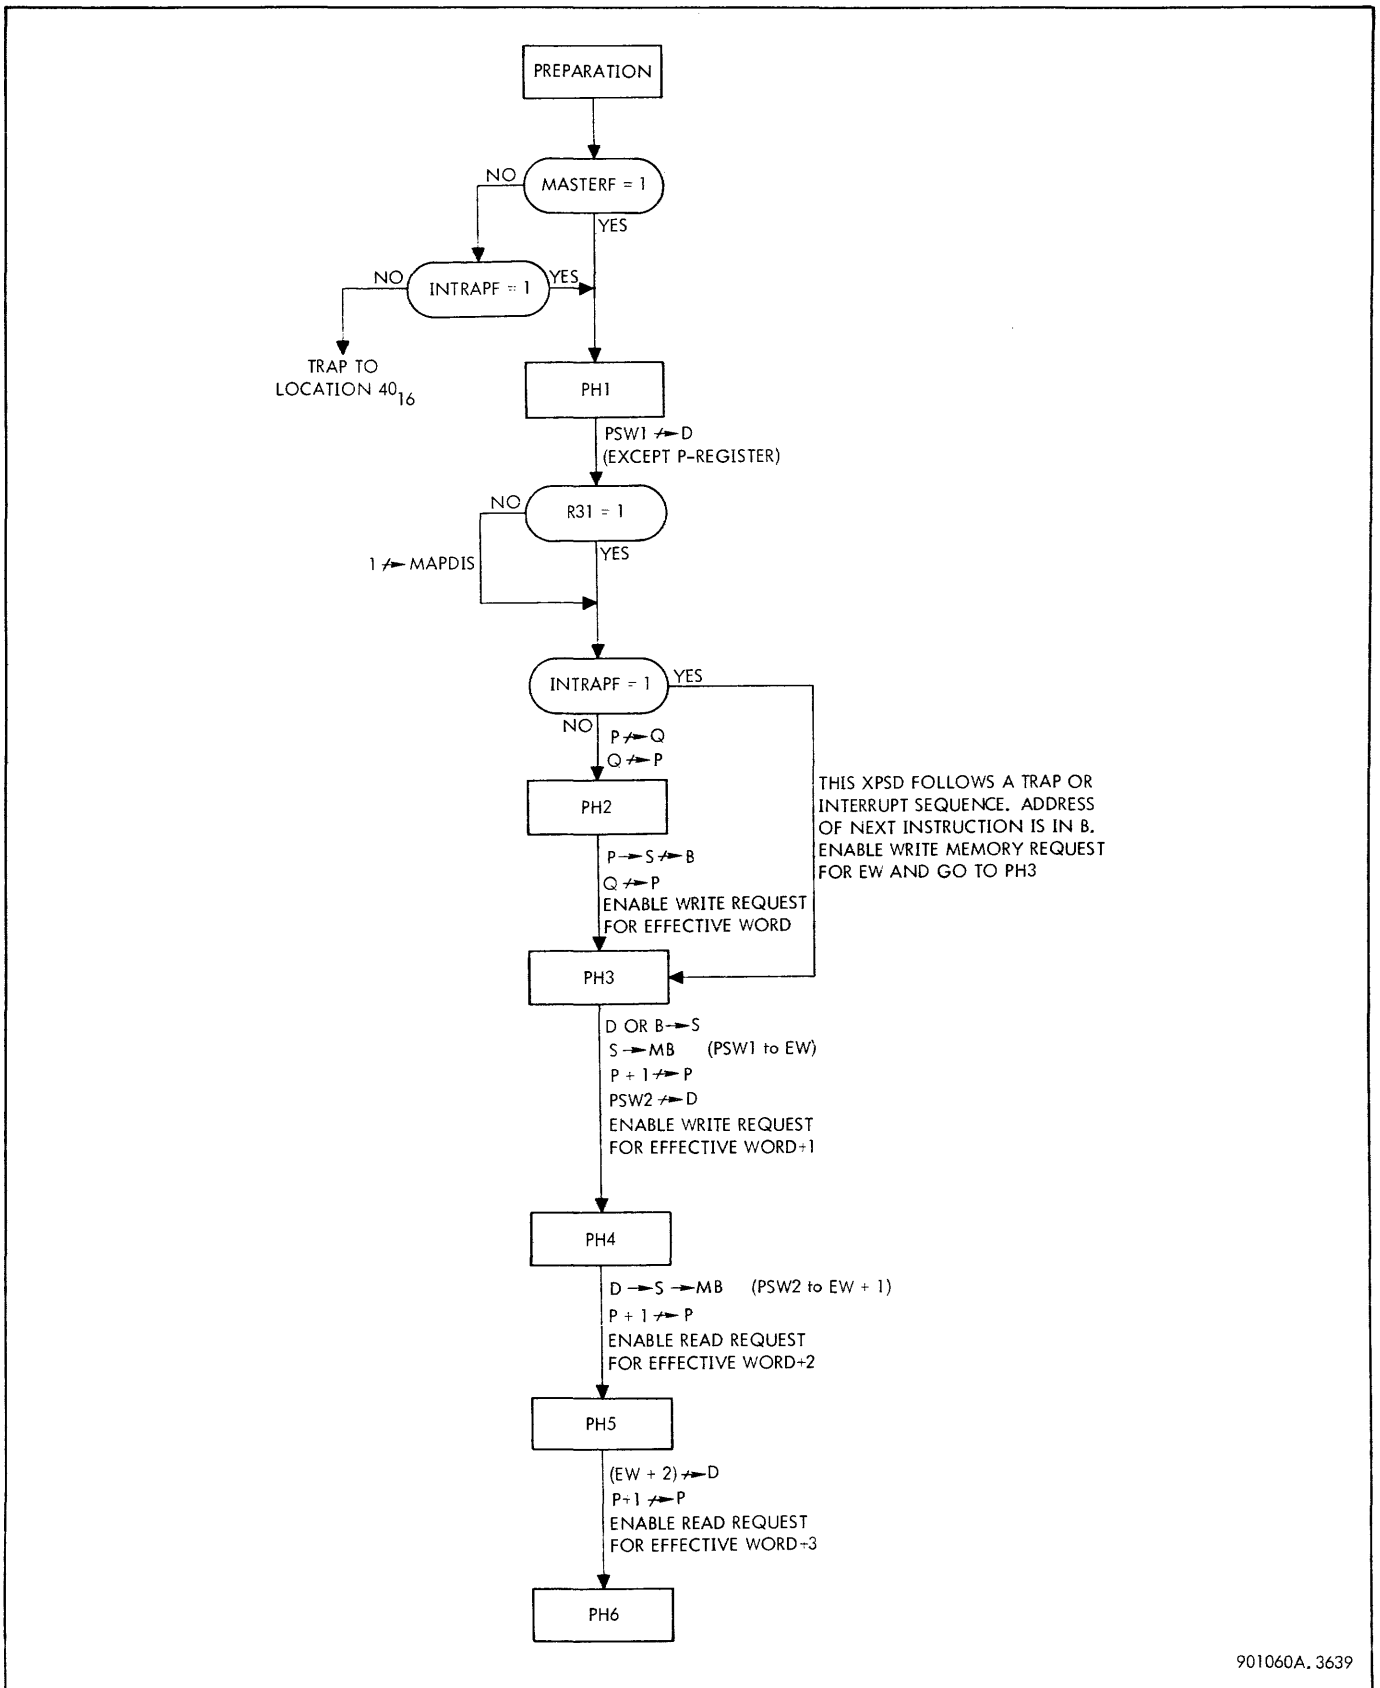 PREPARATION
MASTERF = 1
NO
YES
INTRAPF = 1
NO
YES
TRAP TO
LOCATION 40₁₆
PH1
PSW1 ↛ D
(EXCEPT P-REGISTER)
R31 = 1
NO
YES
1 ↛ MAPDIS
INTRAPF = 1
YES
NO
P ↛ Q
Q ↛ P
THIS XPSD FOLLOWS A TRAP OR
INTERRUPT SEQUENCE. ADDRESS
OF NEXT INSTRUCTION IS IN B.
ENABLE WRITE MEMORY REQUEST
FOR EW AND GO TO PH3
PH2
P → S ↛ B
Q ↛ P
ENABLE WRITE REQUEST
FOR EFFECTIVE WORD
PH3
D OR B → S
S → MB (PSW1 to EW)
P + 1 ↛ P
PSW2 ↛ D
ENABLE WRITE REQUEST
FOR EFFECTIVE WORD+1
PH4
D → S → MB (PSW2 to EW + 1)
P + 1 ↛ P
ENABLE READ REQUEST
FOR EFFECTIVE WORD+2
PH5
(EW + 2) ↛ D
P+1 ↛ P
ENABLE READ REQUEST
FOR EFFECTIVE WORD+3
PH6
901060A. 3639